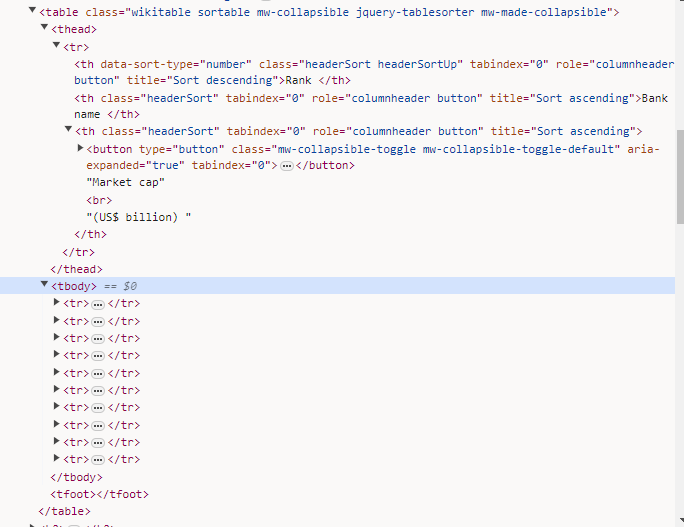 <table class="wikitable sortable mw-collapsible jquery-tablesorter mw-made-collapsible">
<thead>
<tr>
<th data-sort-type="number" class="headerSort headerSortUp" tabindex="0" role="columnheader
button" title="Sort descending">Rank </th>
<th class="headerSort" tabindex="0" role="columnheader button" title="Sort ascending">Bank
name </th>
<th class="headerSort" tabindex="0" role="columnheader button" title="Sort ascending">
<button type="button" class="mw-collapsible-toggle mw-collapsible-toggle-default" aria-
expanded="true" tabindex="0">…</button>
"Market cap"
<br>
"(US$ billion) "
</th>
</tr>
</thead>
<tbody> == $0
<tr>…</tr>
<tr>…</tr>
<tr>…</tr>
<tr>…</tr>
<tr>…</tr>
<tr>…</tr>
<tr>…</tr>
<tr>…</tr>
<tr>…</tr>
<tr>…</tr>
</tbody>
<tfoot></tfoot>
</table>